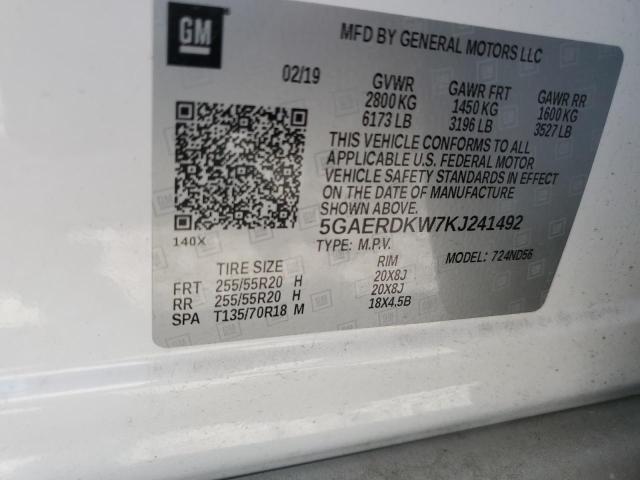 GM
MFD BY GENERAL MOTORS LLC
02/19
GVWR GAWR FRT GAWR RR
2800 KG 1450 KG 1600 KG
6173 LB 3196 LB 3527 LB
THIS VEHICLE CONFORMS TO ALL
APPLICABLE U.S. FEDERAL MOTOR
VEHICLE SAFETY STANDARDS IN EFFECT
ON THE DATE OF MANUFACTURE
SHOWN ABOVE.
140X
5GAERDKW7KJ241492
TYPE: M.P.V. MODEL: 724ND56
TIRE SIZE RIM
FRT 255/55R20 H 20X8J
RR 255/55R20 H 20X8J
SPA T135/70R18 M 18X4.5B